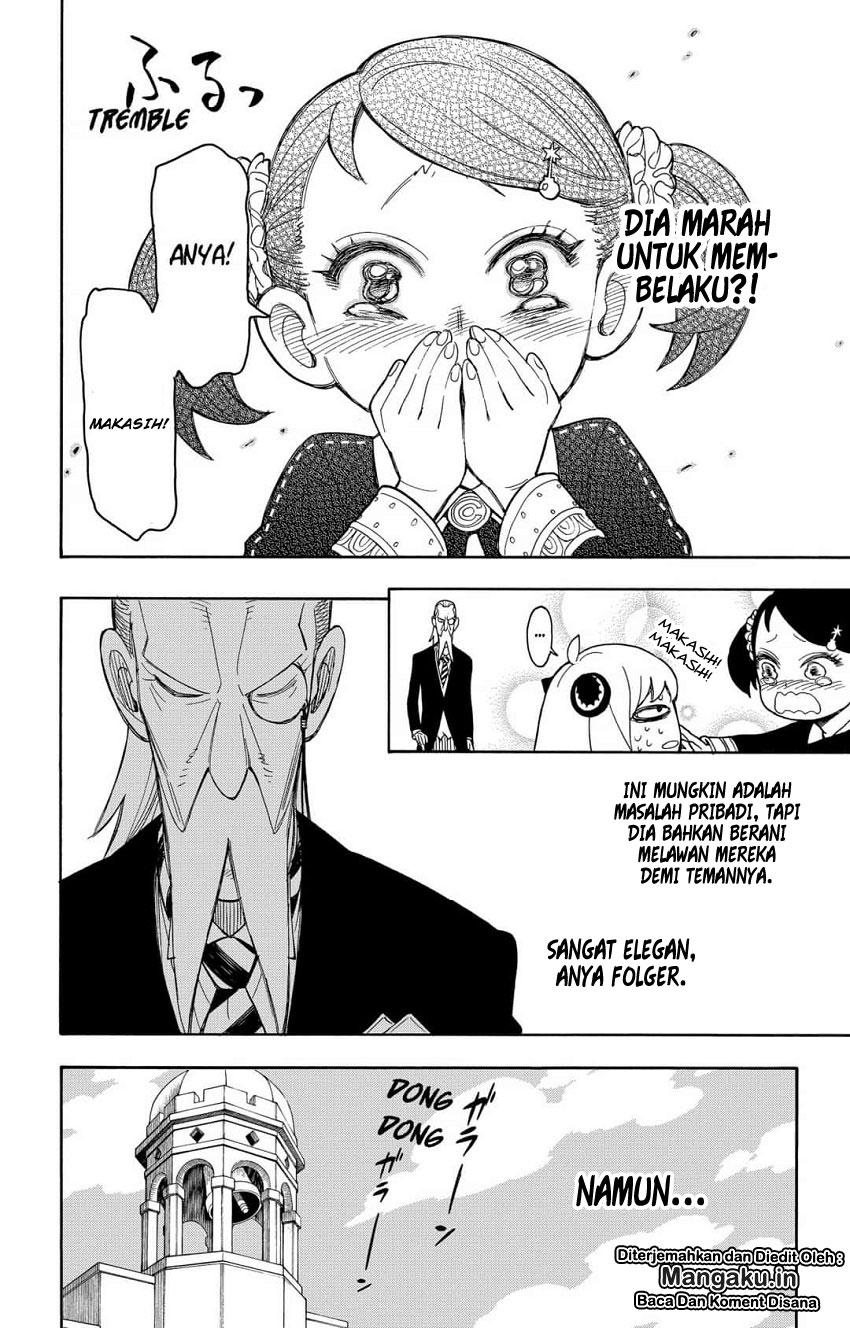 ふるっ
TREMBLE
ANYA!
MAKASIH!
DIA MARAH
UNTUK MEM-
BELAKU?!
...
MAKASIH!
MAKASIH!
INI MUNGKIN ADALAH
MASALAH PRIBADI, TAPI
DIA BAHKAN BERANI
MELAWAN MEREKA
DEMI TEMANNYA.
SANGAT ELEGAN,
ANYA FOLGER.
DONG
DONG
ガラーン
ガラーン
NAMUN...
Diterjemahkan dan Diedit Oleh :
Mangaku.in
Baca Dan Koment Disana